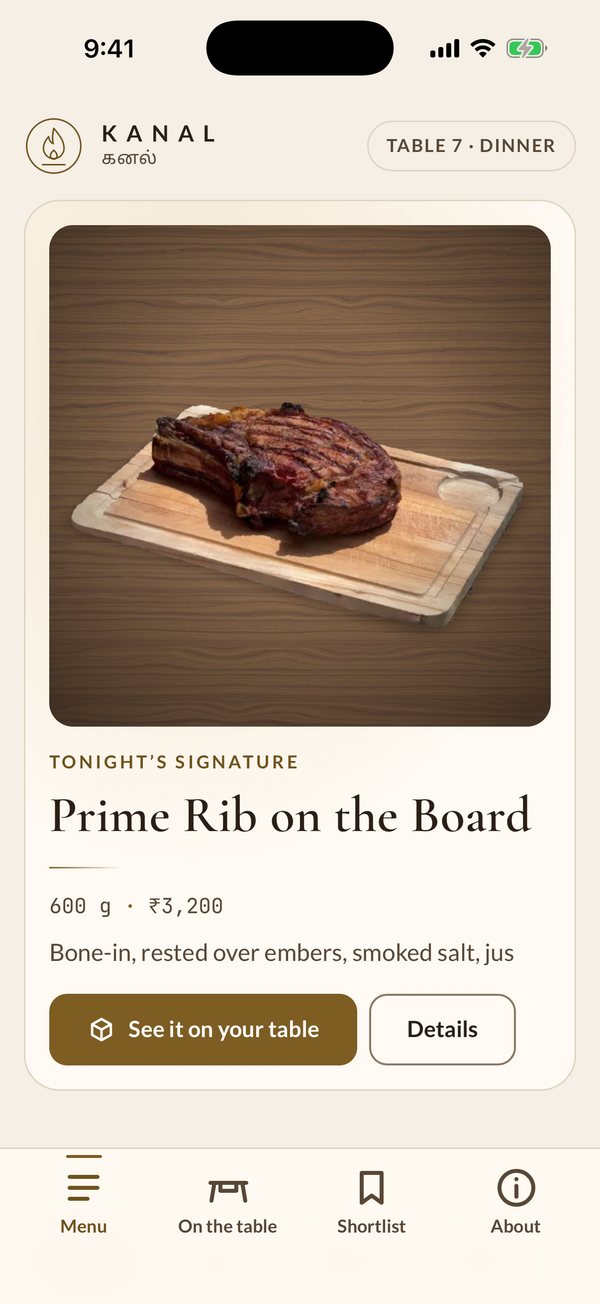 9:41
KANAL
கனல்
TABLE 7 · DINNER
TONIGHT’S SIGNATURE
Prime Rib on the Board
600 g · ₹3,200
Bone-in, rested over embers, smoked salt, jus
See it on your table
Details
Menu
On the table
Shortlist
About